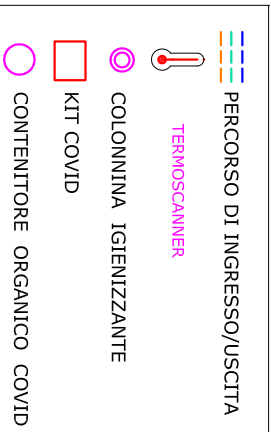 PERCORSO DI INGRESSO/USCITA
TERMOSCANNER
COLONNINA IGIENIZZANTE
KIT COVID
CONTENITORE ORGANICO COVID